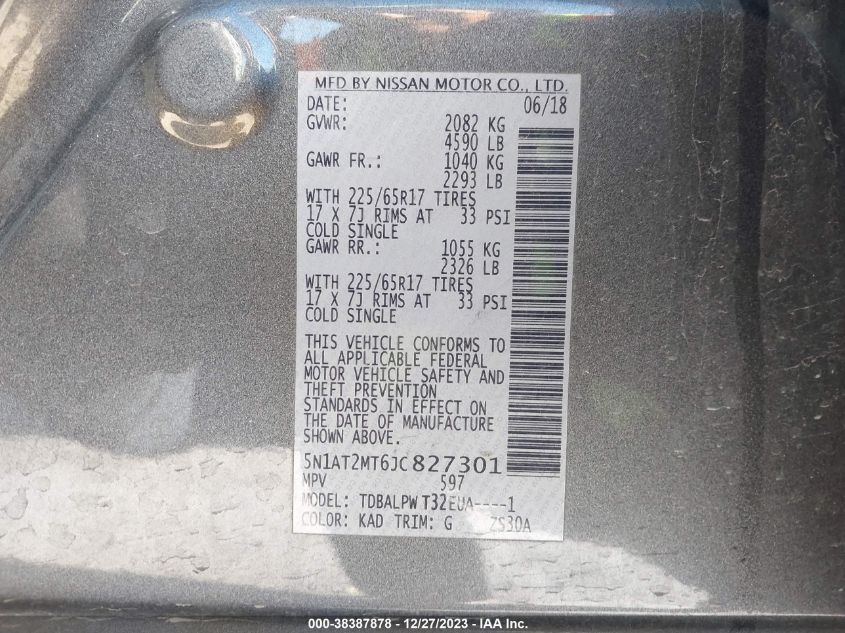 MFD BY NISSAN MOTOR CO., LTD.
DATE: 06/18
GVWR: 2082 KG
4590 LB
GAWR FR.: 1040 KG
2293 LB
WITH 225/65R17 TIRES
17 X 7J RIMS AT 33 PSI
COLD SINGLE
GAWR RR.: 1055 KG
2326 LB
WITH 225/65R17 TIRES
17 X 7J RIMS AT 33 PSI
COLD SINGLE
THIS VEHICLE CONFORMS TO
ALL APPLICABLE FEDERAL
MOTOR VEHICLE SAFETY AND
THEFT PREVENTION
STANDARDS IN EFFECT ON
THE DATE OF MANUFACTURE
SHOWN ABOVE.
5N1AT2MT6JC827301
MPV 597
MODEL: TDBALPW T32EUA----1
COLOR: KAD TRIM: G ZS30A
000-38387878 - 12/27/2023 - IAAI.COM